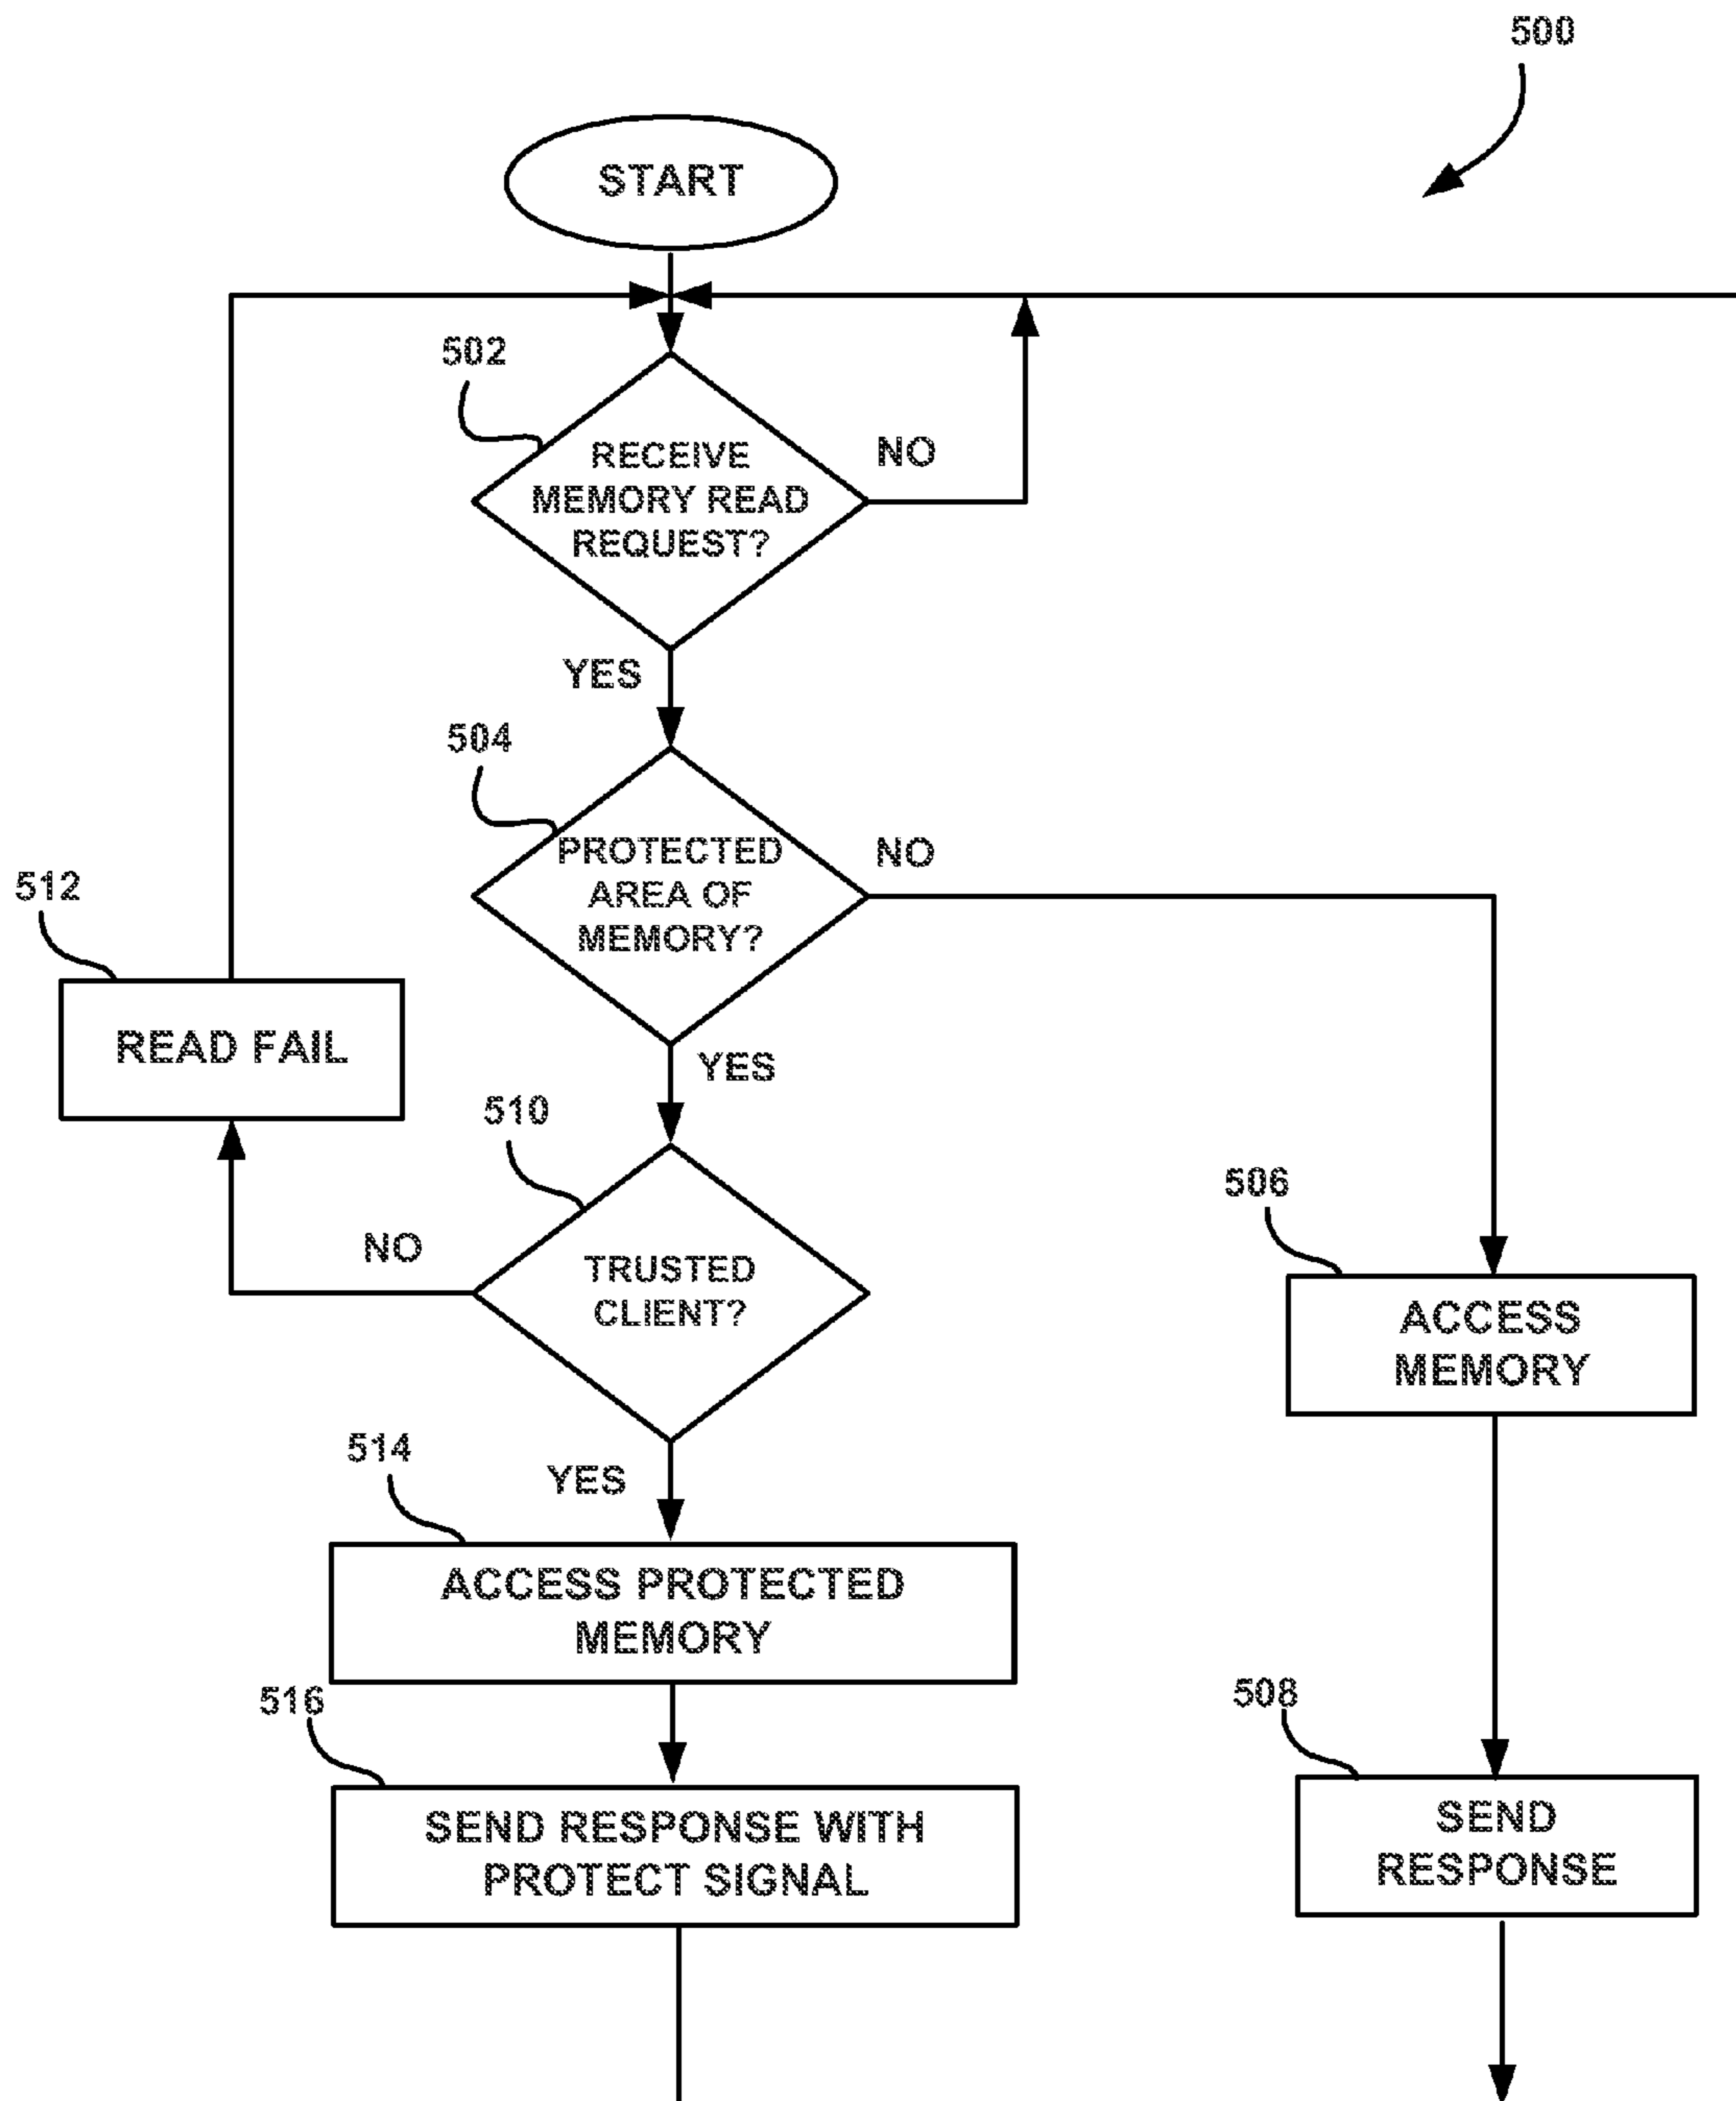 500
START
502
RECEIVE
MEMORY READ
REQUEST?
NO
YES
504
PROTECTED
AREA OF
MEMORY?
NO
512
READ FAIL
YES
510
TRUSTED
CLIENT?
NO
506
ACCESS
MEMORY
YES
514
ACCESS PROTECTED
MEMORY
516
SEND RESPONSE WITH
PROTECT SIGNAL
508
SEND
RESPONSE